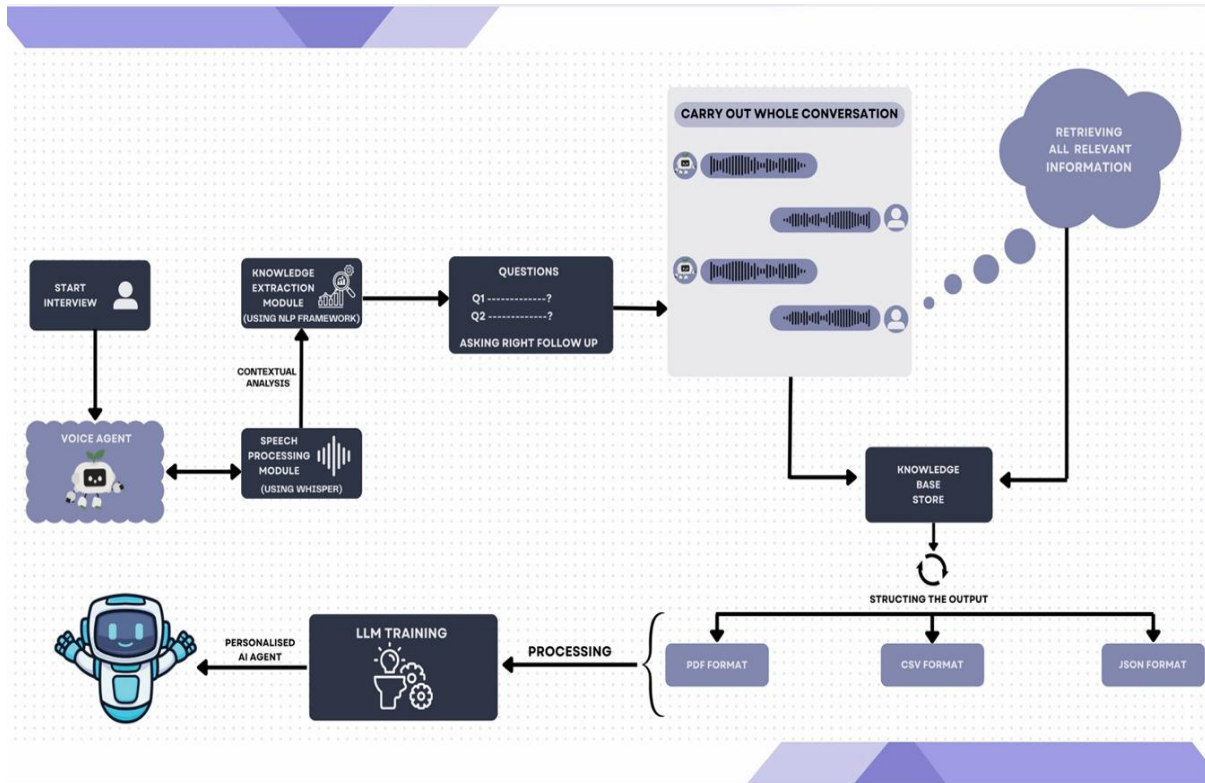 START
INTERVIEW
VOICE AGENT
SPEECH
PROCESSING
MODULE
(USING WHISPER)
CONTEXTUAL
ANALYSIS
KNOWLEDGE
EXTRACTION
MODULE
(USING NLP FRAMEWORK)
QUESTIONS
Q1 -------------?
Q2 -------------?
ASKING RIGHT FOLLOW UP
CARRY OUT WHOLE CONVERSATION
RETRIEVING
ALL RELEVANT
INFORMATION
KNOWLEDGE
BASE
STORE
STRUCTING THE OUTPUT
PDF FORMAT
CSV FORMAT
JSON FORMAT
PROCESSING
LLM TRAINING
PERSONALISED
AI AGENT